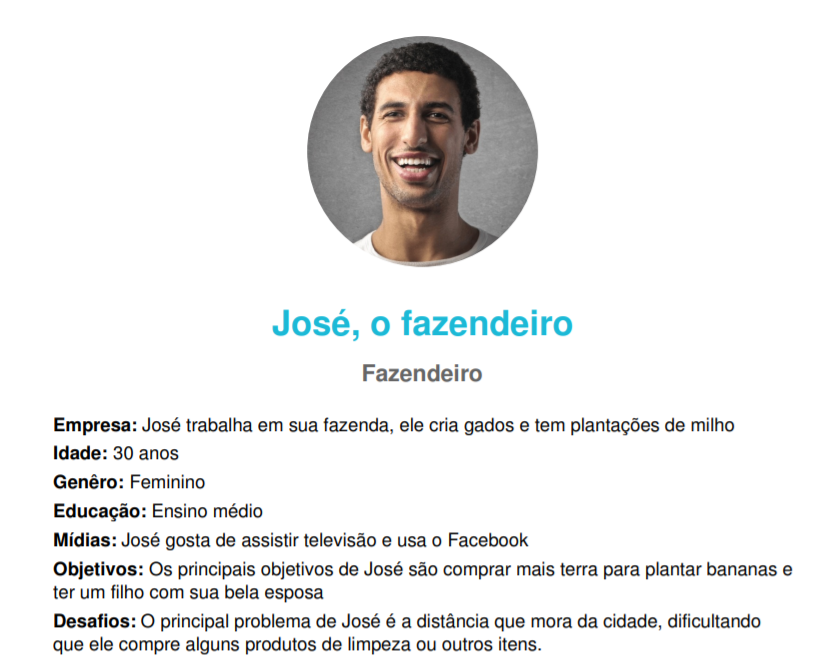 José, o fazendeiro
Fazendeiro
Empresa: José trabalha em sua fazenda, ele cria gados e tem plantações de milho
Idade: 30 anos
Genêro: Feminino
Educação: Ensino médio
Mídias: José gosta de assistir televisão e usa o Facebook
Objetivos: Os principais objetivos de José são comprar mais terra para plantar bananas e
ter um filho com sua bela esposa
Desafios: O principal problema de José é a distância que mora da cidade, dificultando
que ele compre alguns produtos de limpeza ou outros itens.